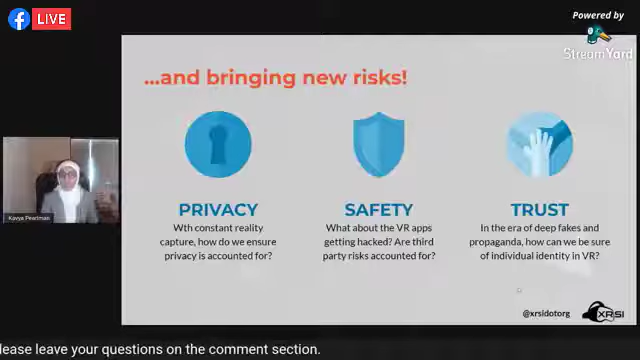 LIVE
Powered by
StreamYard
...and bringing new risks!
PRIVACY
Wth constant reality
capture, how do we ensure
privacy is accounted for?
SAFETY
What about the VR apps
getting hacked? Are third
party risks accounted for?
TRUST
In the era of deep fakes and
propaganda, how can we be sure
of individual identity in VR?
Kavya Pearlman
@xrsidotorg
XRSI
lease leave your questions on the comment section.